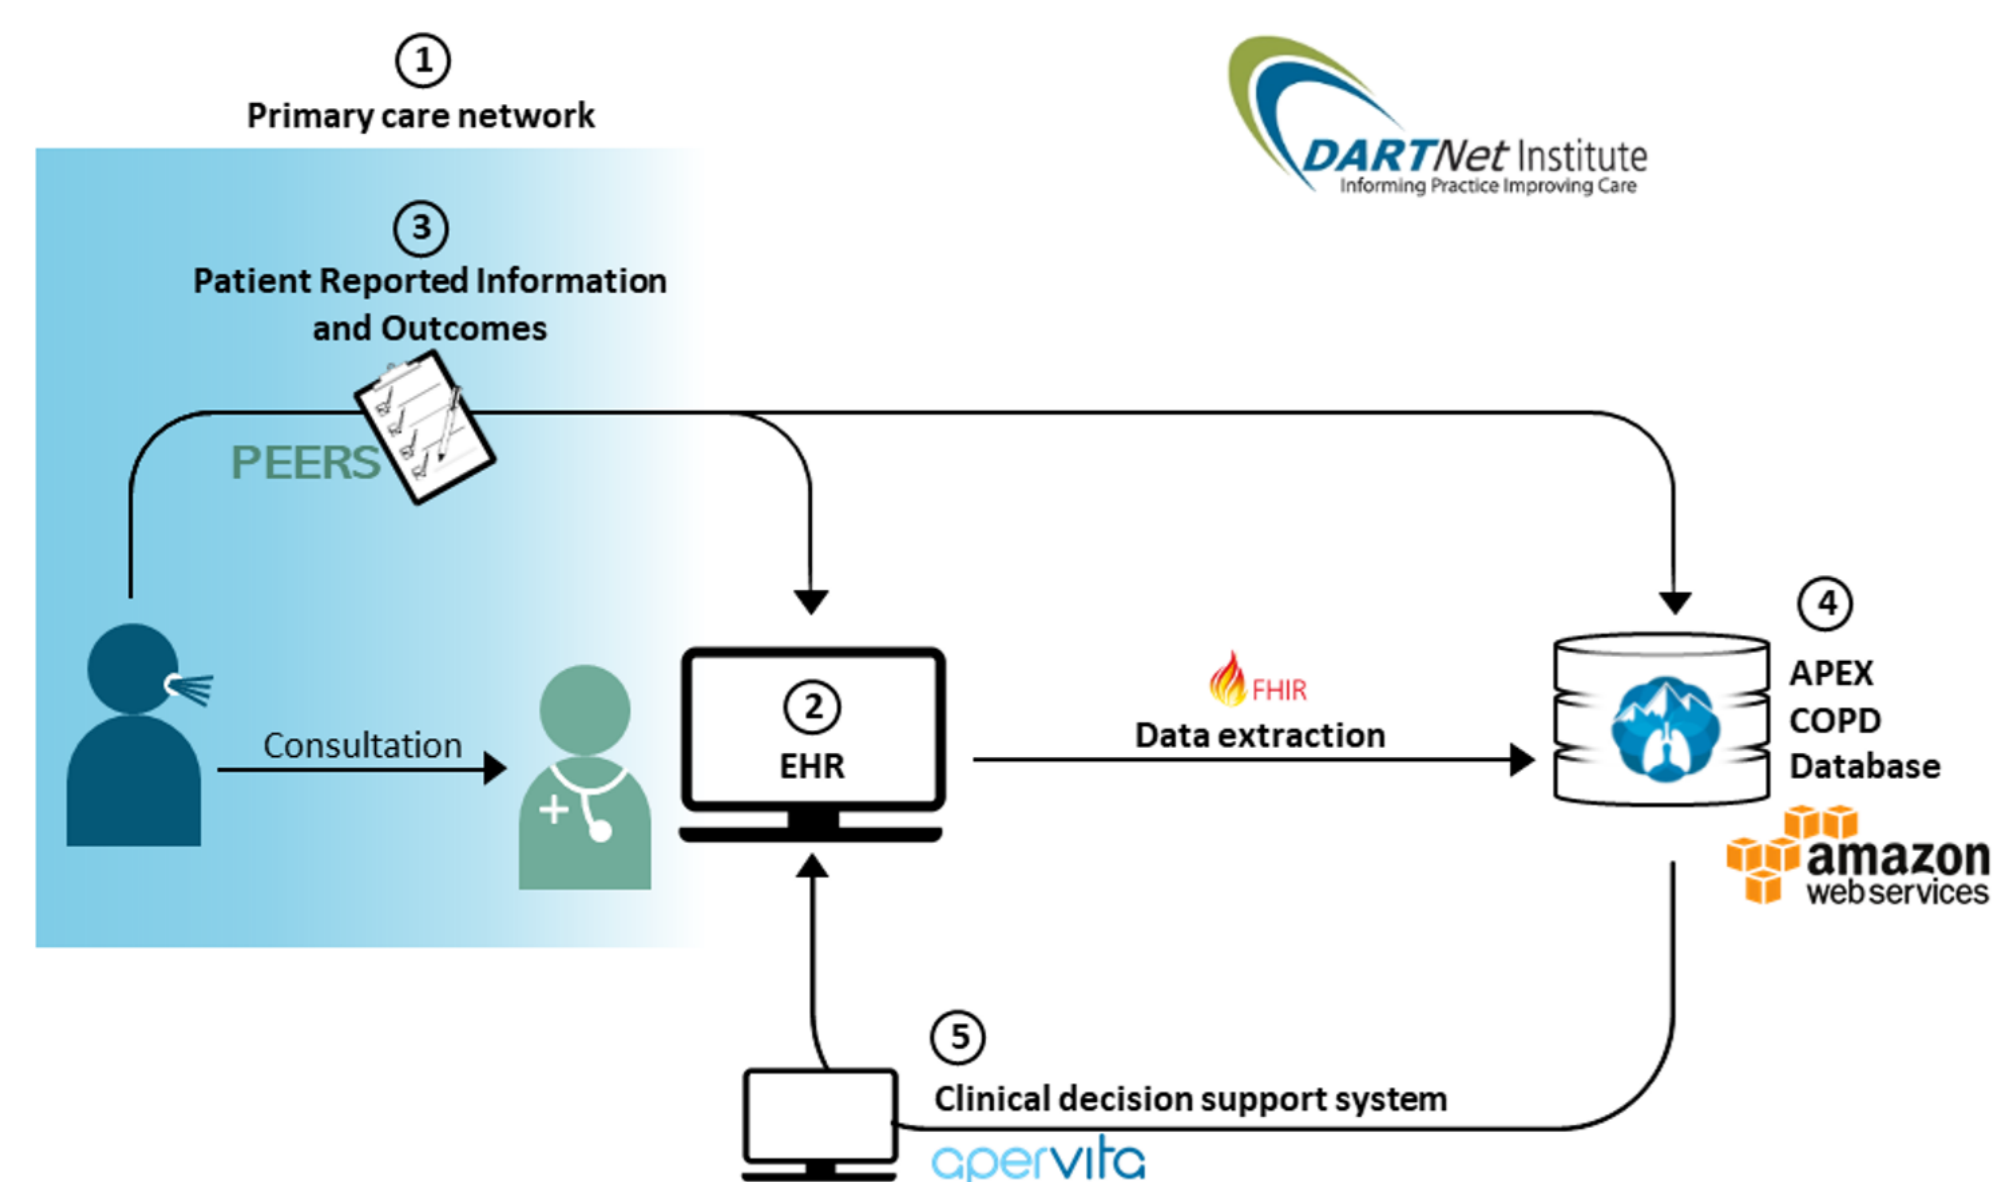 1
Primary care network
DARTNet Institute
Informing Practice Improving Care
3
Patient Reported Information
and Outcomes
PEERS
Consultation
2
EHR
FHIR
Data extraction
4
APEX
COPD
Database
amazon
web services
5
Clinical decision support system
apervita